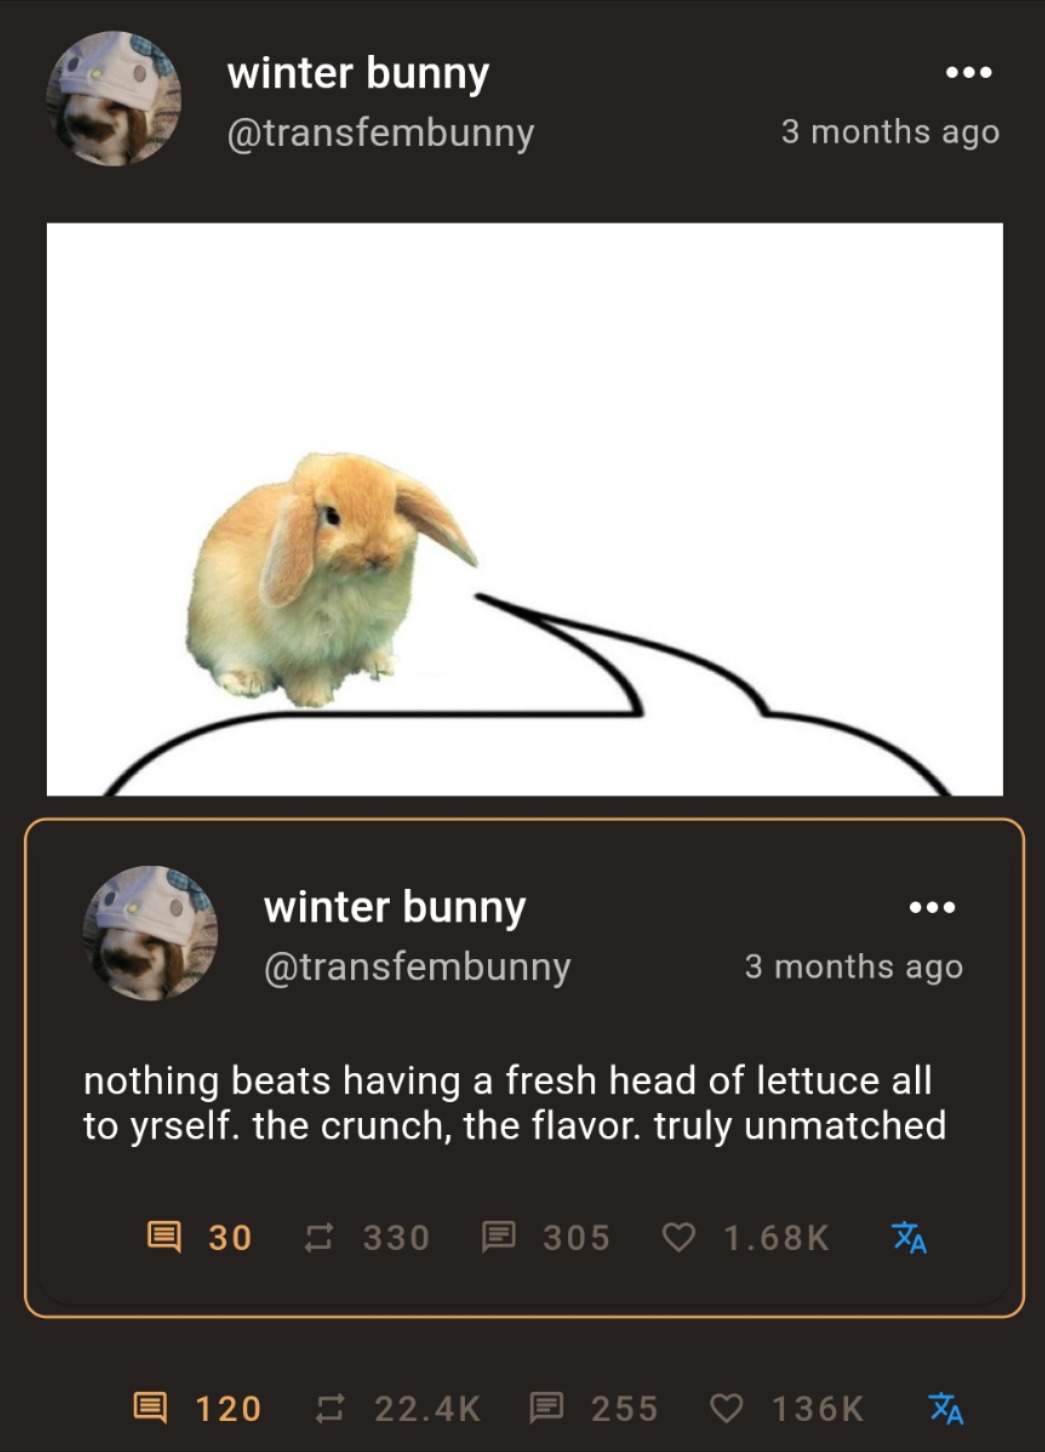 winter bunny
@transfembunny
3 months ago
winter bunny
@transfembunny
3 months ago
nothing beats having a fresh head of lettuce all
to yrself. the crunch, the flavor. truly unmatched
30 330 305 1.68K
120 22.4K 255 136K